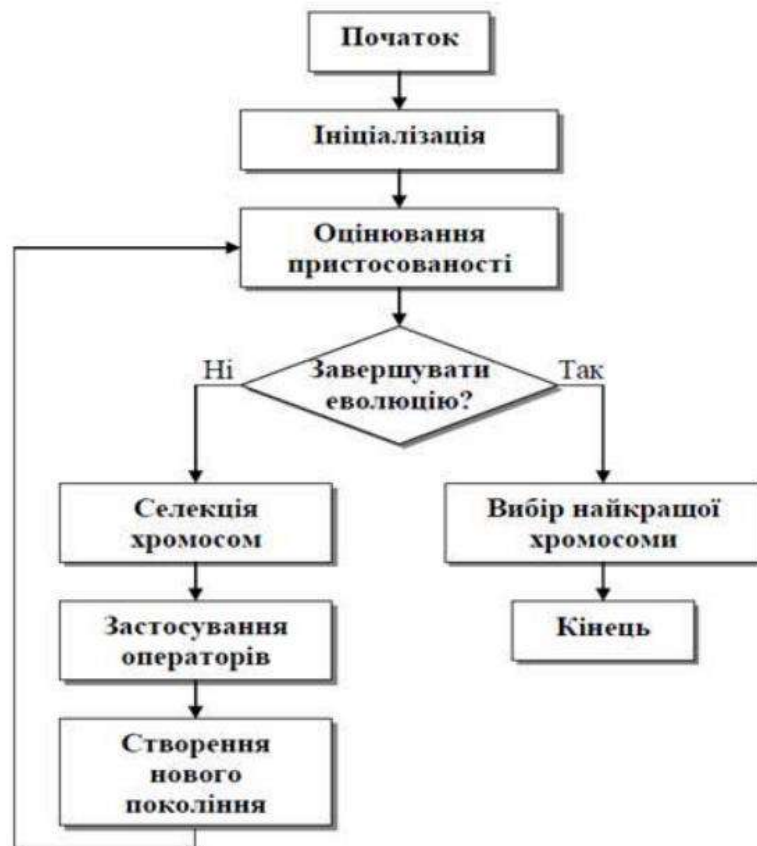 Початок
Ініціалізація
Оцінювання
пристосованості
Завершувати
еволюцію?
Ні
Так
Селекція
хромосом
Вибір найкращої
хромосоми
Застосування
операторів
Кінець
Створення
нового
покоління